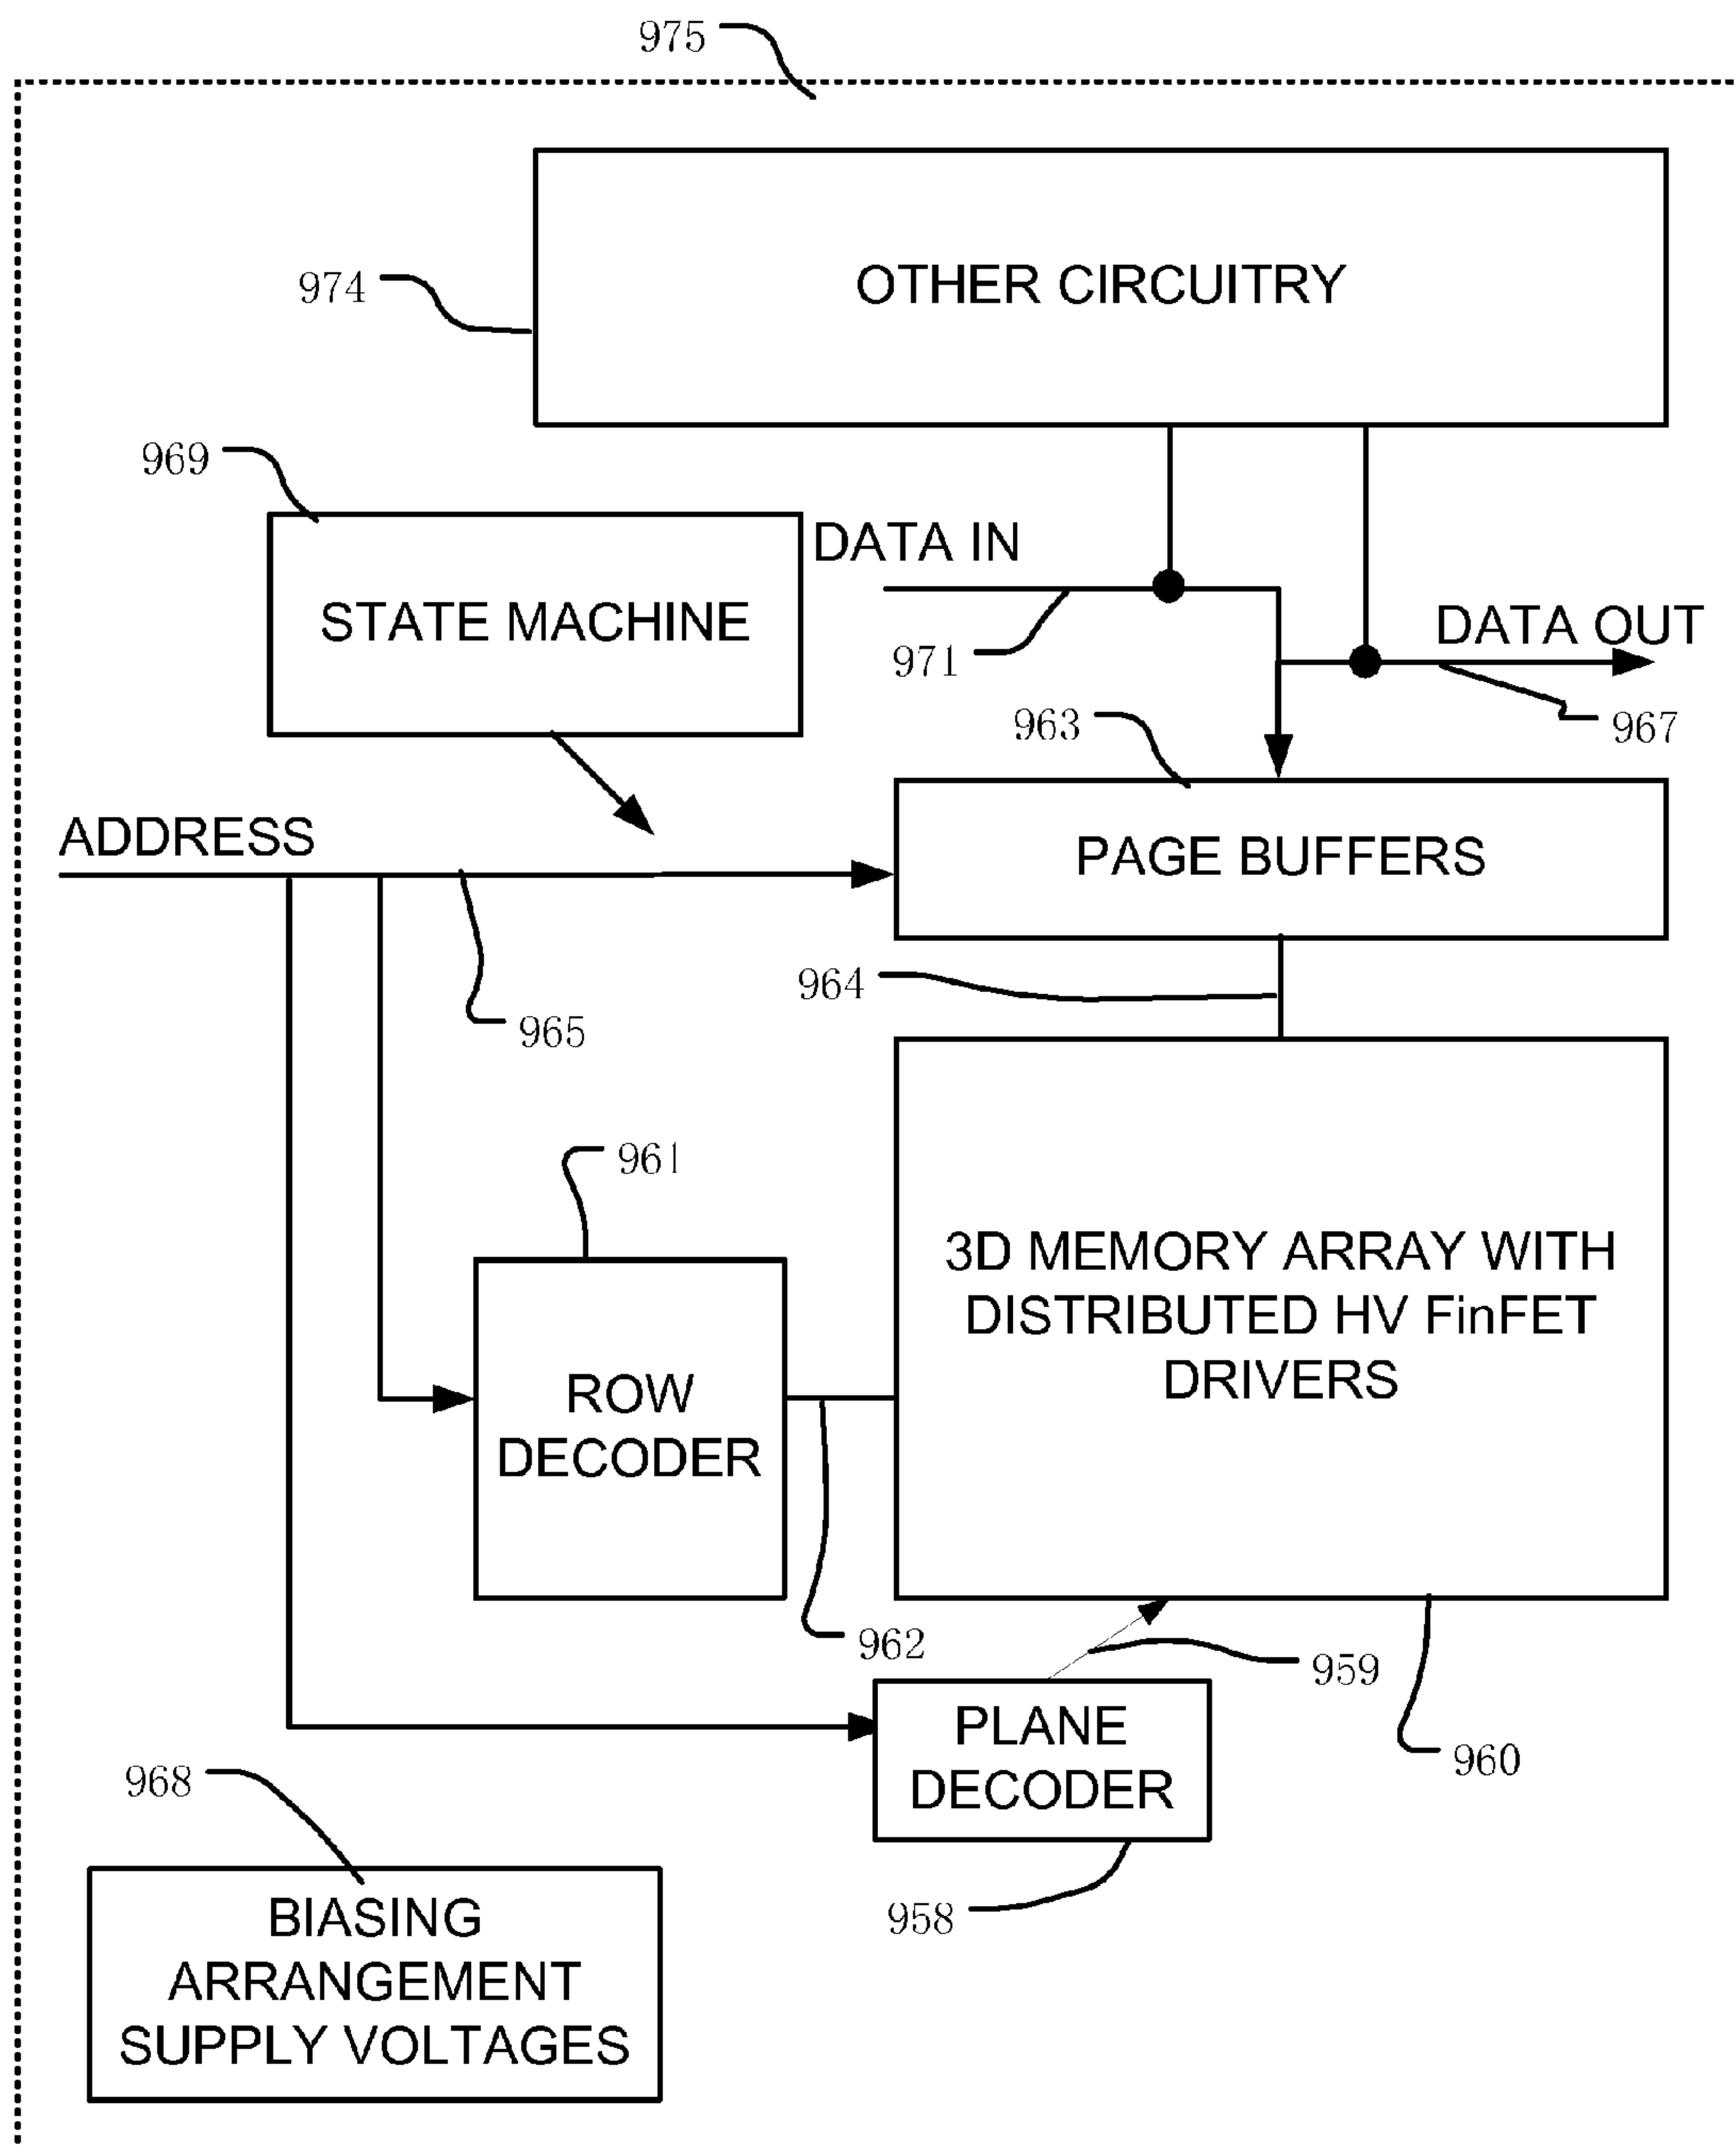 975
OTHER CIRCUITRY
974
969
STATE MACHINE
DATA IN
971
DATA OUT
967
963
ADDRESS
PAGE BUFFERS
964
965
961
3D MEMORY ARRAY WITH
DISTRIBUTED HV FinFET
DRIVERS
ROW
DECODER
962
959
PLANE
DECODER
960
968
958
BIASING
ARRANGEMENT
SUPPLY VOLTAGES